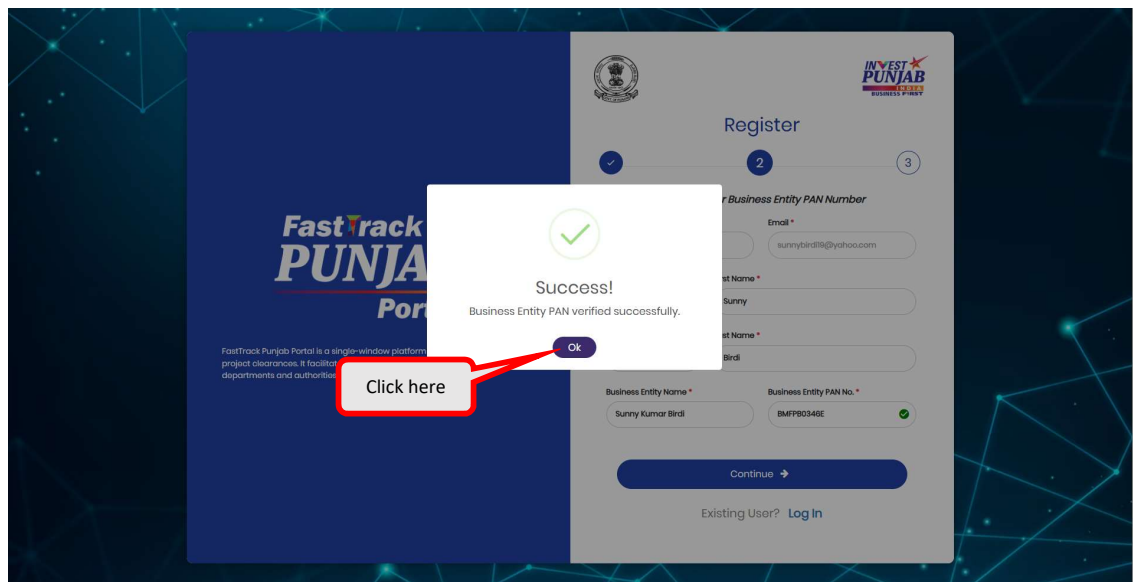 INVEST
PUNJAB
INDIA
BUSINESS FIRST
Register
2
3
r Business Entity PAN Number
FastTrack
PUNJA
Por
FastTrack Punjab Portal is a single-window platform
project clearances. It facilitat
departments and authorities
Email *
sunnybirdi19@yahoo.com
st Name *
Sunny
st Name *
Birdi
Success!
Business Entity PAN verified successfully.
Ok
Click here
Business Entity Name *
Business Entity PAN No. *
Sunny Kumar Birdi
BMFPB0346E
Continue →
Existing User? Log In